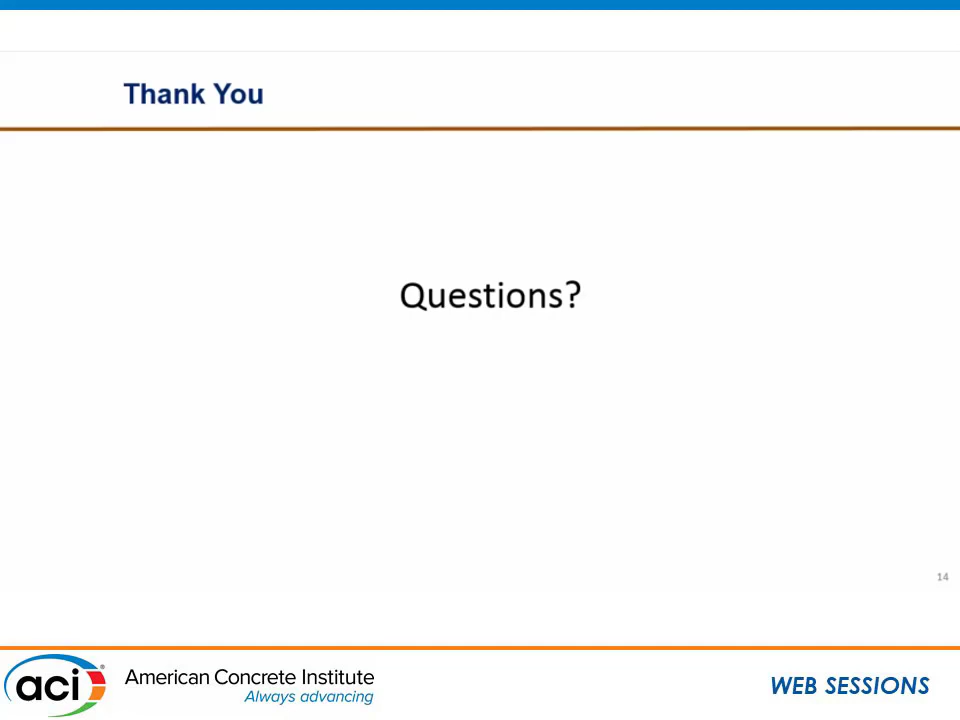 Thank You
Questions?
14
aci®
American Concrete Institute
Always advancing
WEB SESSIONS